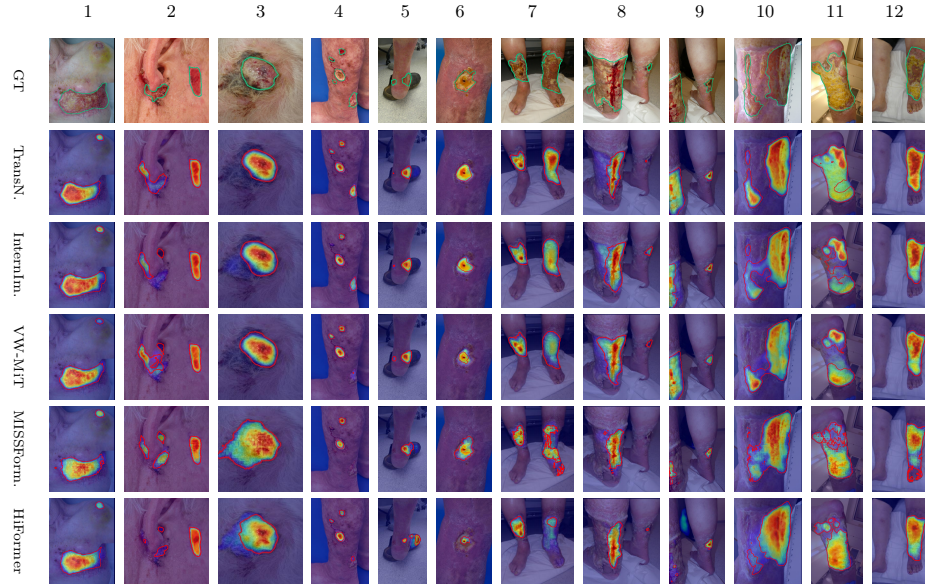 1 2 3 4 5 6 7 8 9 10 11 12
GT
TransN.
InternIm.
VW-MiT
MISSForm.
HiFormer